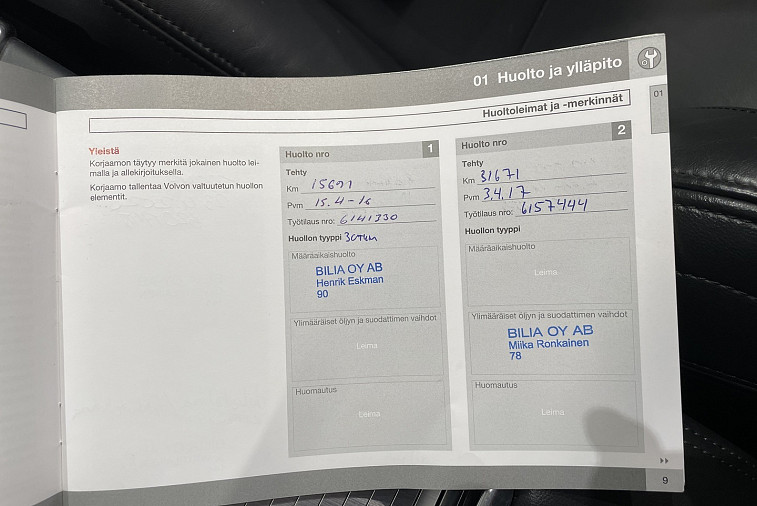 01 Huolto ja ylläpito
Huoltoleimat ja -merkinnät
01
Yleistä
Korjaamon täytyy merkitä jokainen huolto lei-
malla ja allekirjoituksella.
Korjaamo tallentaa Volvon valtuutetun huollon
elementit.
Huolto nro 1
Tehty
Km 15691
Pvm 15.4-16
Työtilaus nro: 6141330
Huollon tyyppi
Määräaikaishuolto
BILIA OY AB
Henrik Eskman
90
Ylimääräiset öljyn ja suodattimen vaihdot
Leima
Huomautus
Leima
Huolto nro 2
Tehty
Km 31671
Pvm 3.4.17
Työtilaus nro: 6157444
Huollon tyyppi
Määräaikaishuolto
Leima
Ylimääräiset öljyn ja suodattimen vaihdot
BILIA OY AB
Miika Ronkainen
78
Huomautus
Leima
9